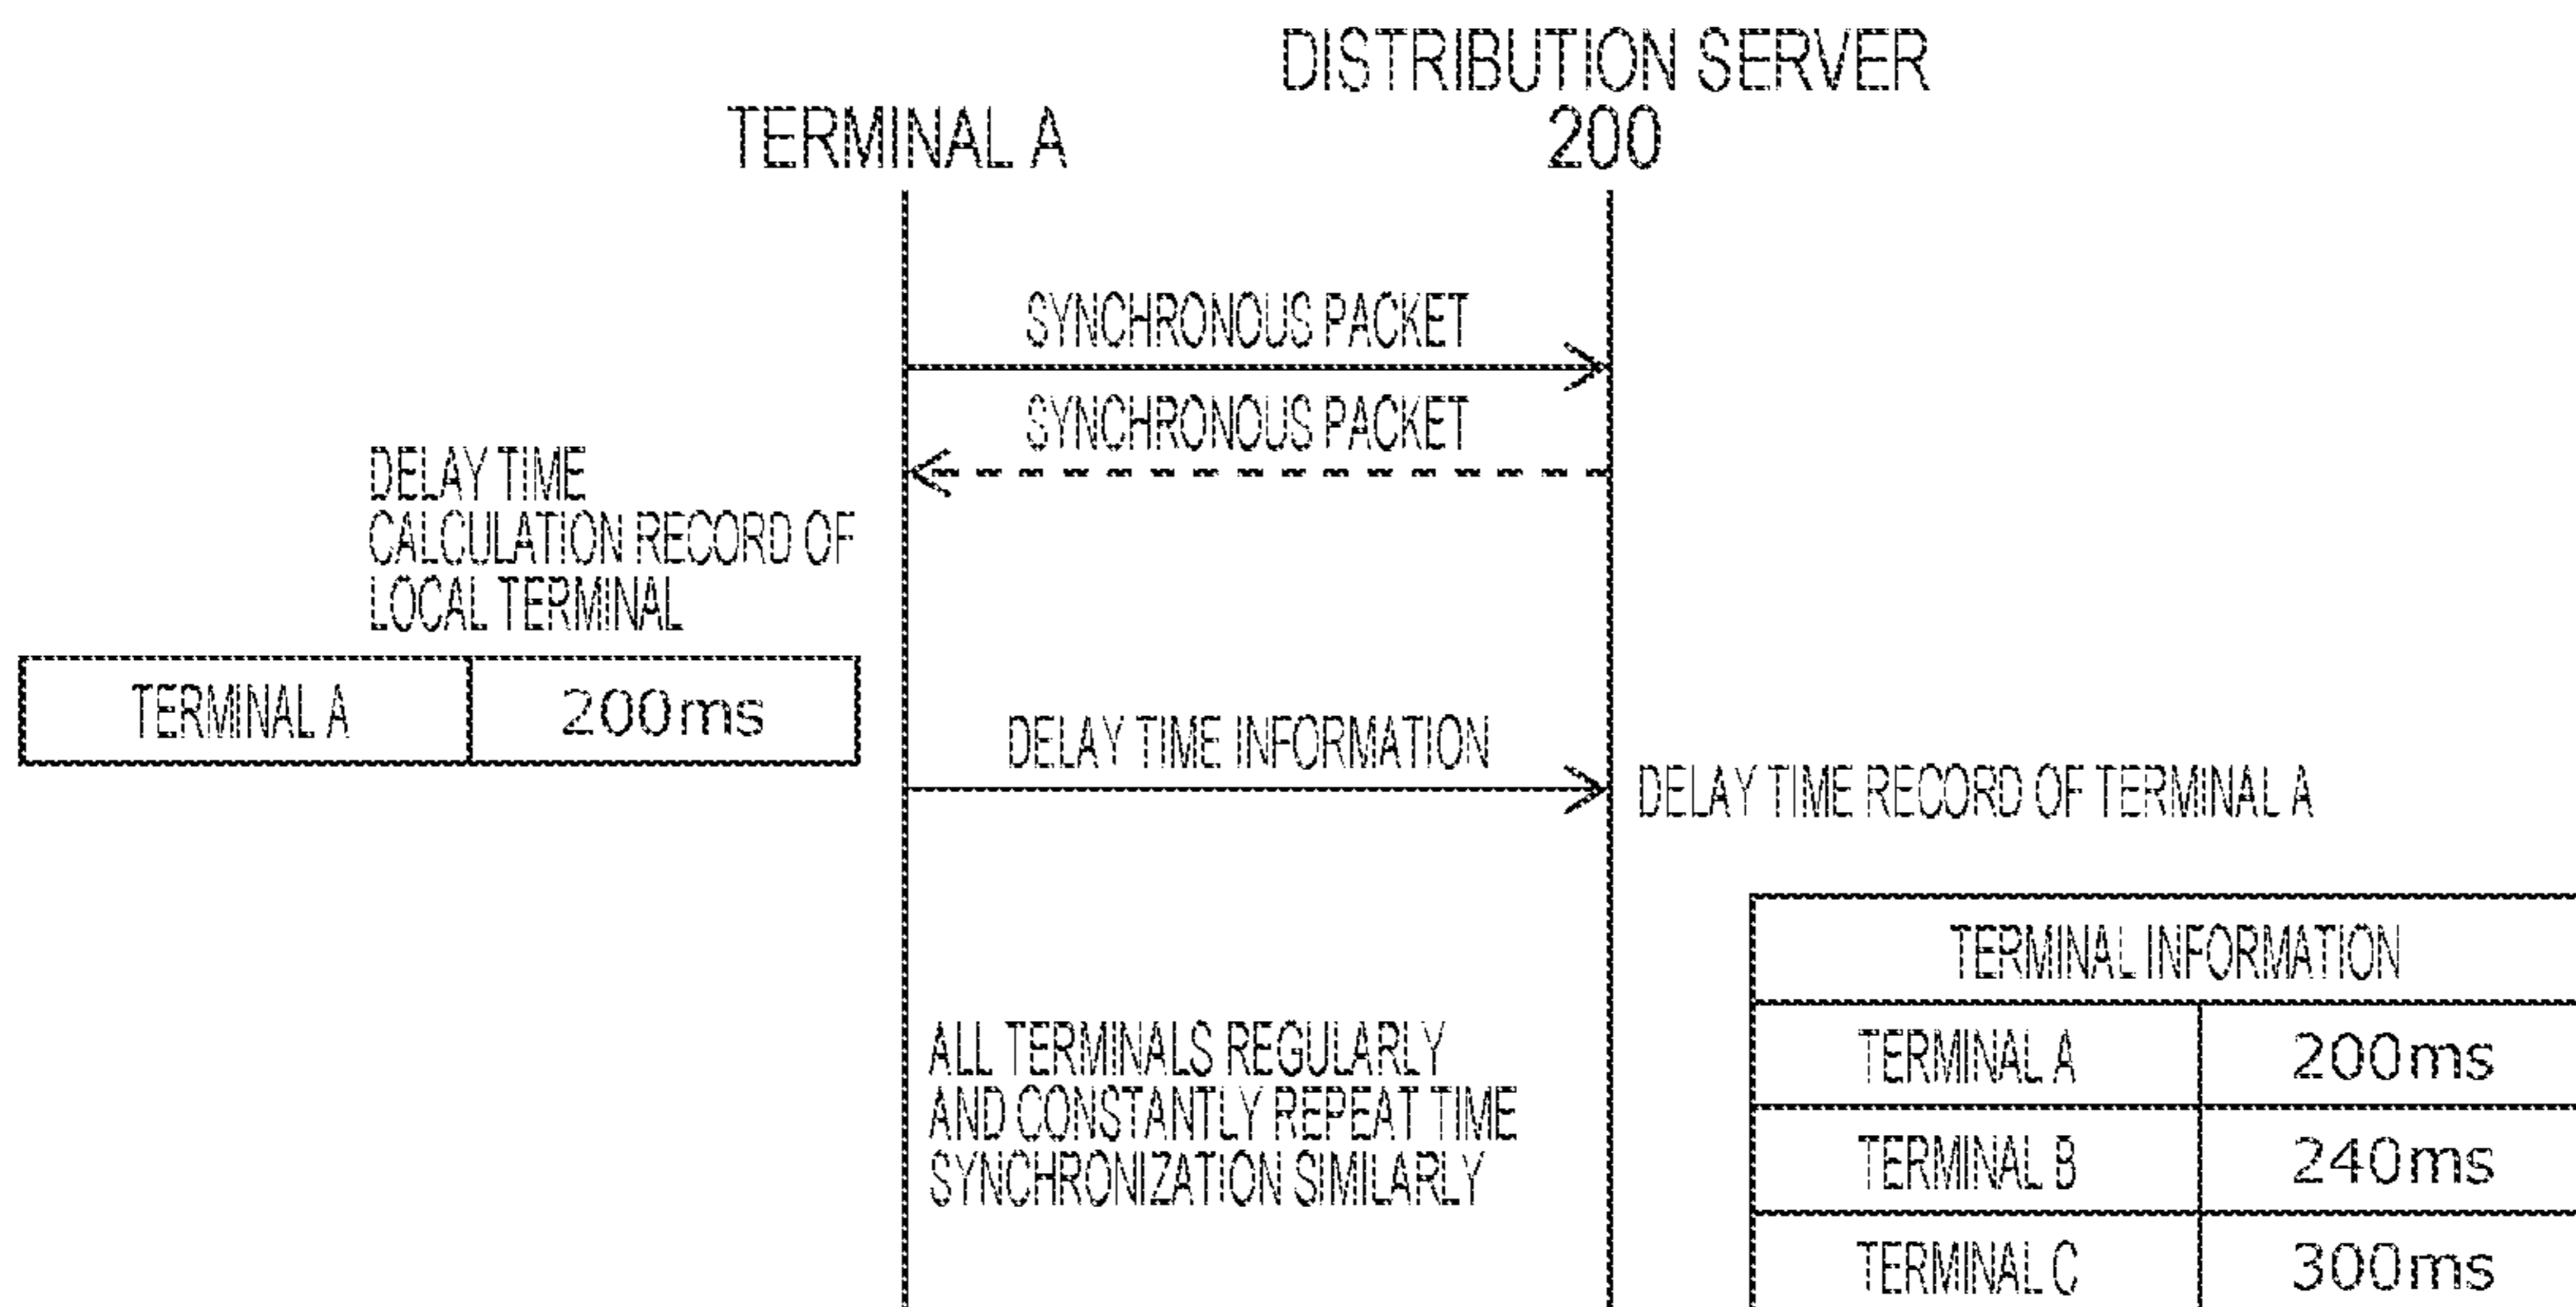 DISTRIBUTION SERVER
200
TERMINAL A
SYNCHRONOUS PACKET
SYNCHRONOUS PACKET
DELAY TIME
CALCULATION RECORD OF
LOCAL TERMINAL
TERMINAL A 200ms
DELAY TIME INFORMATION
DELAY TIME RECORD OF TERMINAL A
ALL TERMINALS REGULARLY
AND CONSTANTLY REPEAT TIME
SYNCHRONIZATION SIMILARLY
TERMINAL INFORMATION
TERMINAL A 200ms
TERMINAL B 240ms
TERMINAL C 300ms